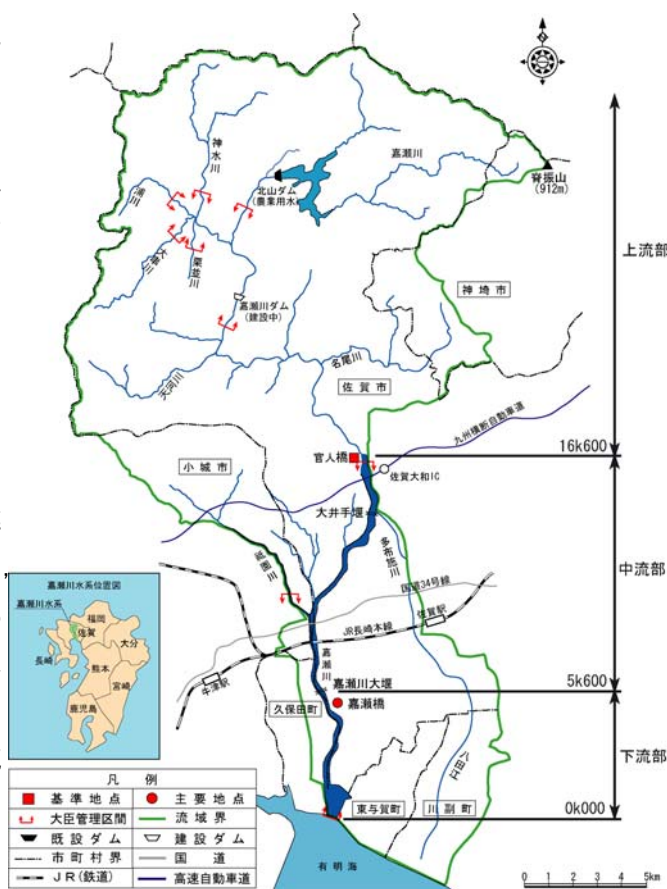 N
神水川
嘉瀬川
脊振山
(912m)
北山ダム
(農業用水)
浦川
大串川
栗並川
上流部
神埼市
嘉瀬川ダム
(建設中)
名尾川
天河川
佐賀市
九州横断自動車道
16k600
官人橋
小城市
佐賀大和IC
大井手堰
多布施川
祗園川
中流部
国道34号線
佐賀駅
JR長崎本線
嘉瀬川
牛津駅
嘉瀬川大堰
5k600
久保田町
嘉瀬橋
下流部
八田江
東与賀町
川副町
0k000
有明海
0 1 2 3 4 5km
嘉瀬川水系位置図
嘉瀬川水系
福岡
佐賀
大分
長崎
熊本
宮崎
鹿児島
凡 例
基準地点 主要地点
大臣管理区間 流域界
既設ダム 建設ダム
市町村界 国道
JR(鉄道) 高速自動車道